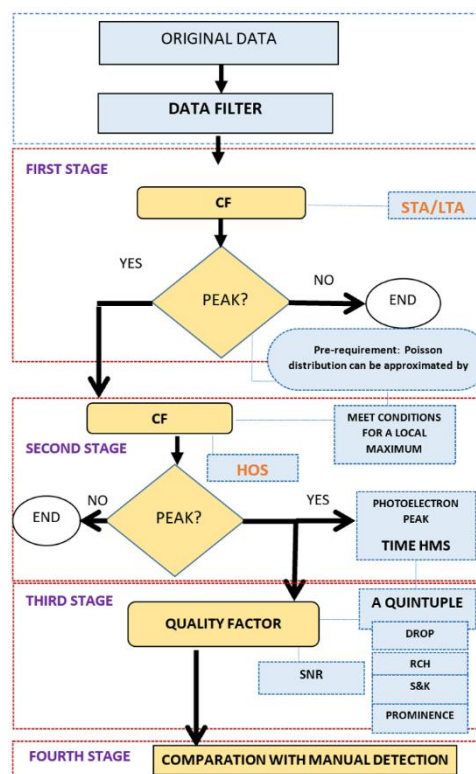 ORIGINAL DATA
DATA FILTER
FIRST STAGE
CF
STA/LTA
YES
NO
PEAK?
END
Pre-requirement: Poisson
distribution can be approximated by
CF
MEET CONDITIONS
FOR A LOCAL
MAXIMUM
SECOND STAGE
HOS
NO
YES
END
PEAK?
PHOTOELECTRON
PEAK
TIME HMS
THIRD STAGE
A QUINTUPLE
QUALITY FACTOR
DROP
SNR
RCH
S&K
PROMINENCE
FOURTH STAGE
COMPARATION WITH MANUAL DETECTION